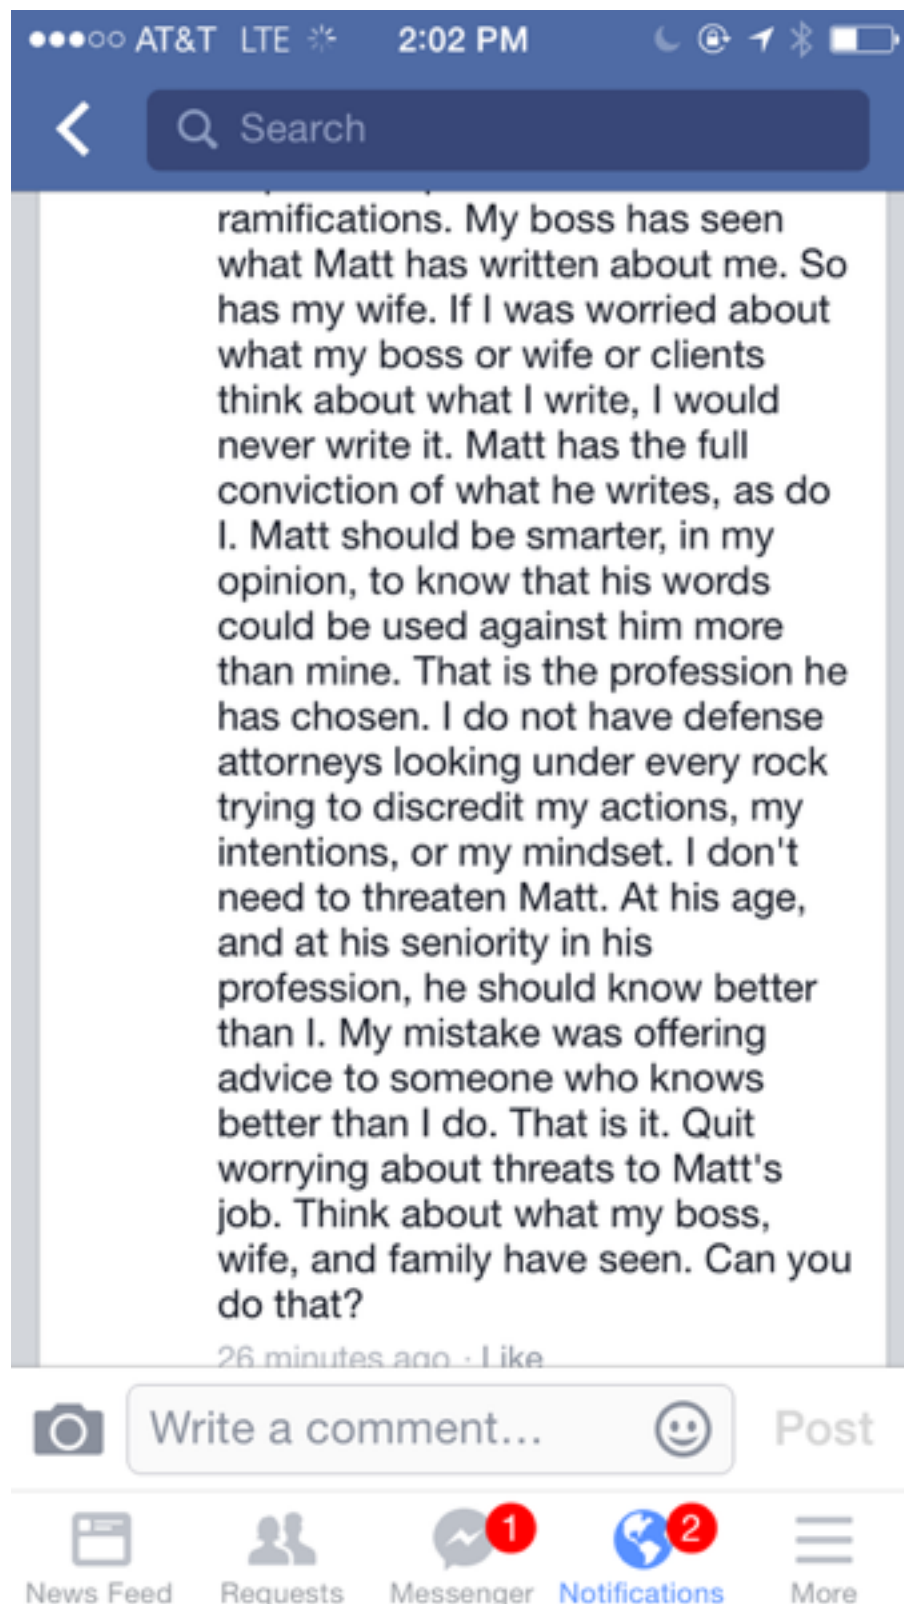 AT&T LTE 2:02 PM
Search
ramifications. My boss has seen
what Matt has written about me. So
has my wife. If I was worried about
what my boss or wife or clients
think about what I write, I would
never write it. Matt has the full
conviction of what he writes, as do
I. Matt should be smarter, in my
opinion, to know that his words
could be used against him more
than mine. That is the profession he
has chosen. I do not have defense
attorneys looking under every rock
trying to discredit my actions, my
intentions, or my mindset. I don't
need to threaten Matt. At his age,
and at his seniority in his
profession, he should know better
than I. My mistake was offering
advice to someone who knows
better than I do. That is it. Quit
worrying about threats to Matt's
job. Think about what my boss,
wife, and family have seen. Can you
do that?
26 minutes ago · Like
Write a comment... Post
1 2
News Feed Requests Messenger Notifications More